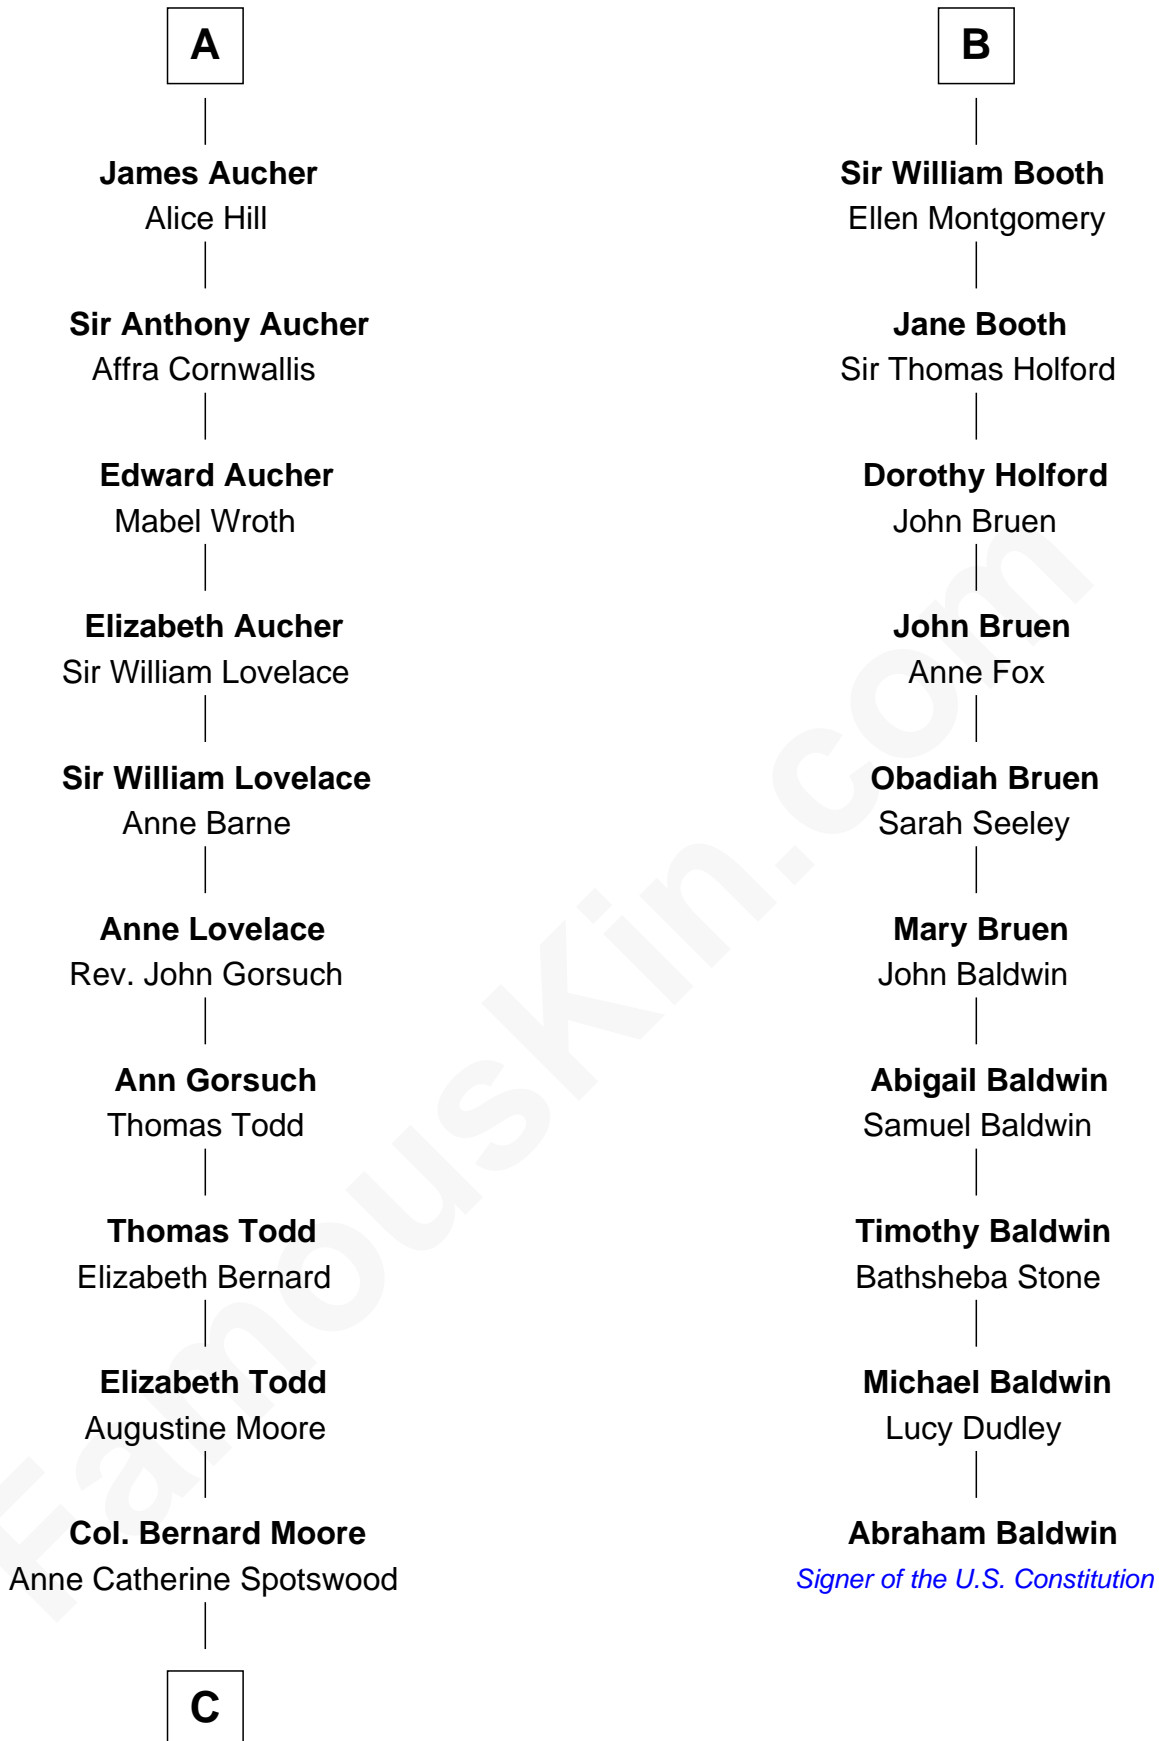 A
James Aucher
Alice Hill
Sir Anthony Aucher
Affra Cornwallis
Edward Aucher
Mabel Wroth
Elizabeth Aucher
Sir William Lovelace
Sir William Lovelace
Anne Barne
Anne Lovelace
Rev. John Gorsuch
Ann Gorsuch
Thomas Todd
Thomas Todd
Elizabeth Bernard
Elizabeth Todd
Augustine Moore
Col. Bernard Moore
Anne Catherine Spotswood
C
B
Sir William Booth
Ellen Montgomery
Jane Booth
Sir Thomas Holford
Dorothy Holford
John Bruen
John Bruen
Anne Fox
Obadiah Bruen
Sarah Seeley
Mary Bruen
John Baldwin
Abigail Baldwin
Samuel Baldwin
Timothy Baldwin
Bathsheba Stone
Michael Baldwin
Lucy Dudley
Abraham Baldwin
Signer of the U.S. Constitution
FamousKin.com